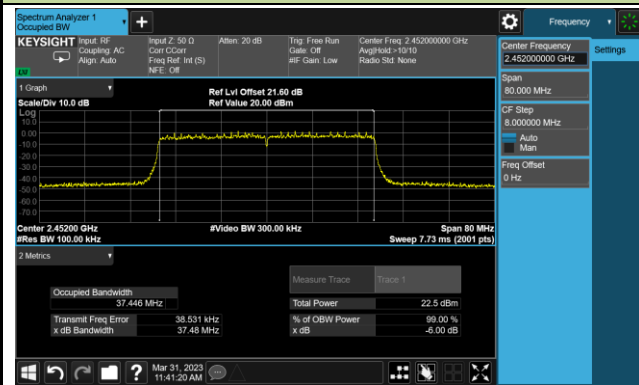 Spectrum Analyzer 1
Occupied BW
Frequency
KEYSIGHT
Input: RF
Coupling: AC
Align: Auto
Input Z: 50 Ω
Corr CCorr
Freq Ref: Int (S)
NFE: Off
Atten: 20 dB
Trig: Free Run
Gate: Off
#IF Gain: Low
Center Freq: 2.452000000 GHz
Avg|Hold:>10/10
Radio Std: None
LXI
Center Frequency
2.452000000 GHz
Settings
Span
80.000 MHz
CF Step
8.000000 MHz
Auto
Man
Freq Offset
0 Hz
1 Graph
Scale/Div 10.0 dB
Ref Lvl Offset 21.60 dB
Ref Value 20.00 dBm
Log
10.0
0.00
-10.0
-20.0
-30.0
-40.0
-50.0
-60.0
-70.0
Center 2.45200 GHz
#Res BW 100.00 kHz
#Video BW 300.00 kHz
Span 80 MHz
Sweep 7.73 ms (2001 pts)
2 Metrics
Measure Trace
Trace 1
Occupied Bandwidth
37.446 MHz
Total Power
22.5 dBm
Transmit Freq Error
38.531 kHz
% of OBW Power
99.00 %
x dB Bandwidth
37.48 MHz
x dB
-6.00 dB
Mar 31, 2023
11:41:20 AM